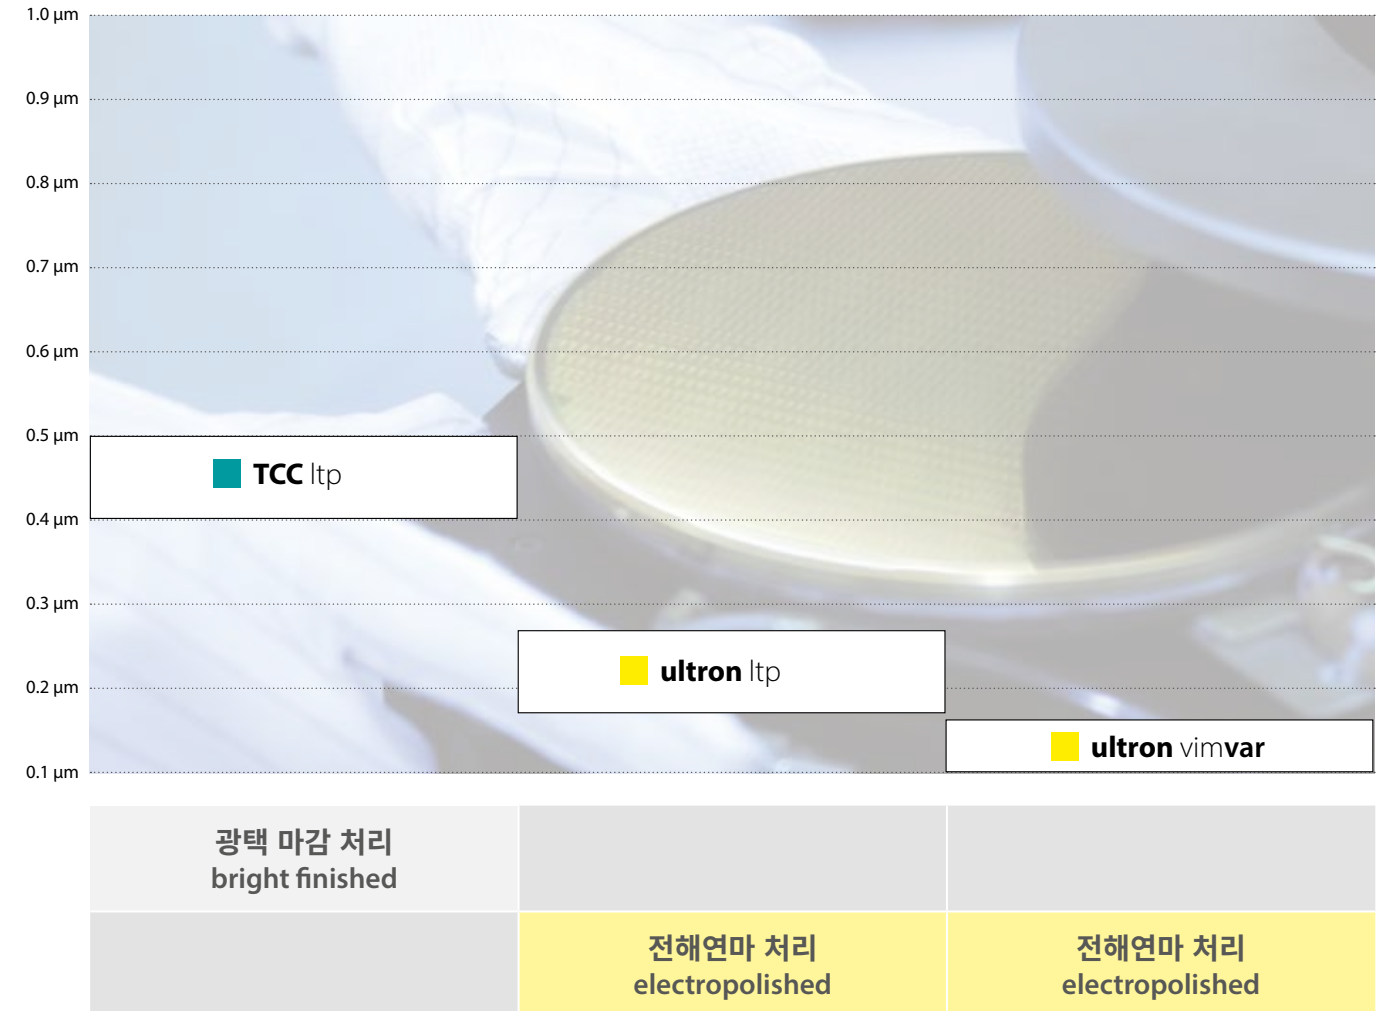 1.0 µm
0.9 µm
0.8 µm
0.7 µm
0.6 µm
0.5 µm
TCC ltp
0.4 µm
0.3 µm
ultron ltp
0.2 µm
ultron vimvar
0.1 µm
광택 마감 처리
bright finished
전해연마 처리
electropolished
전해연마 처리
electropolished